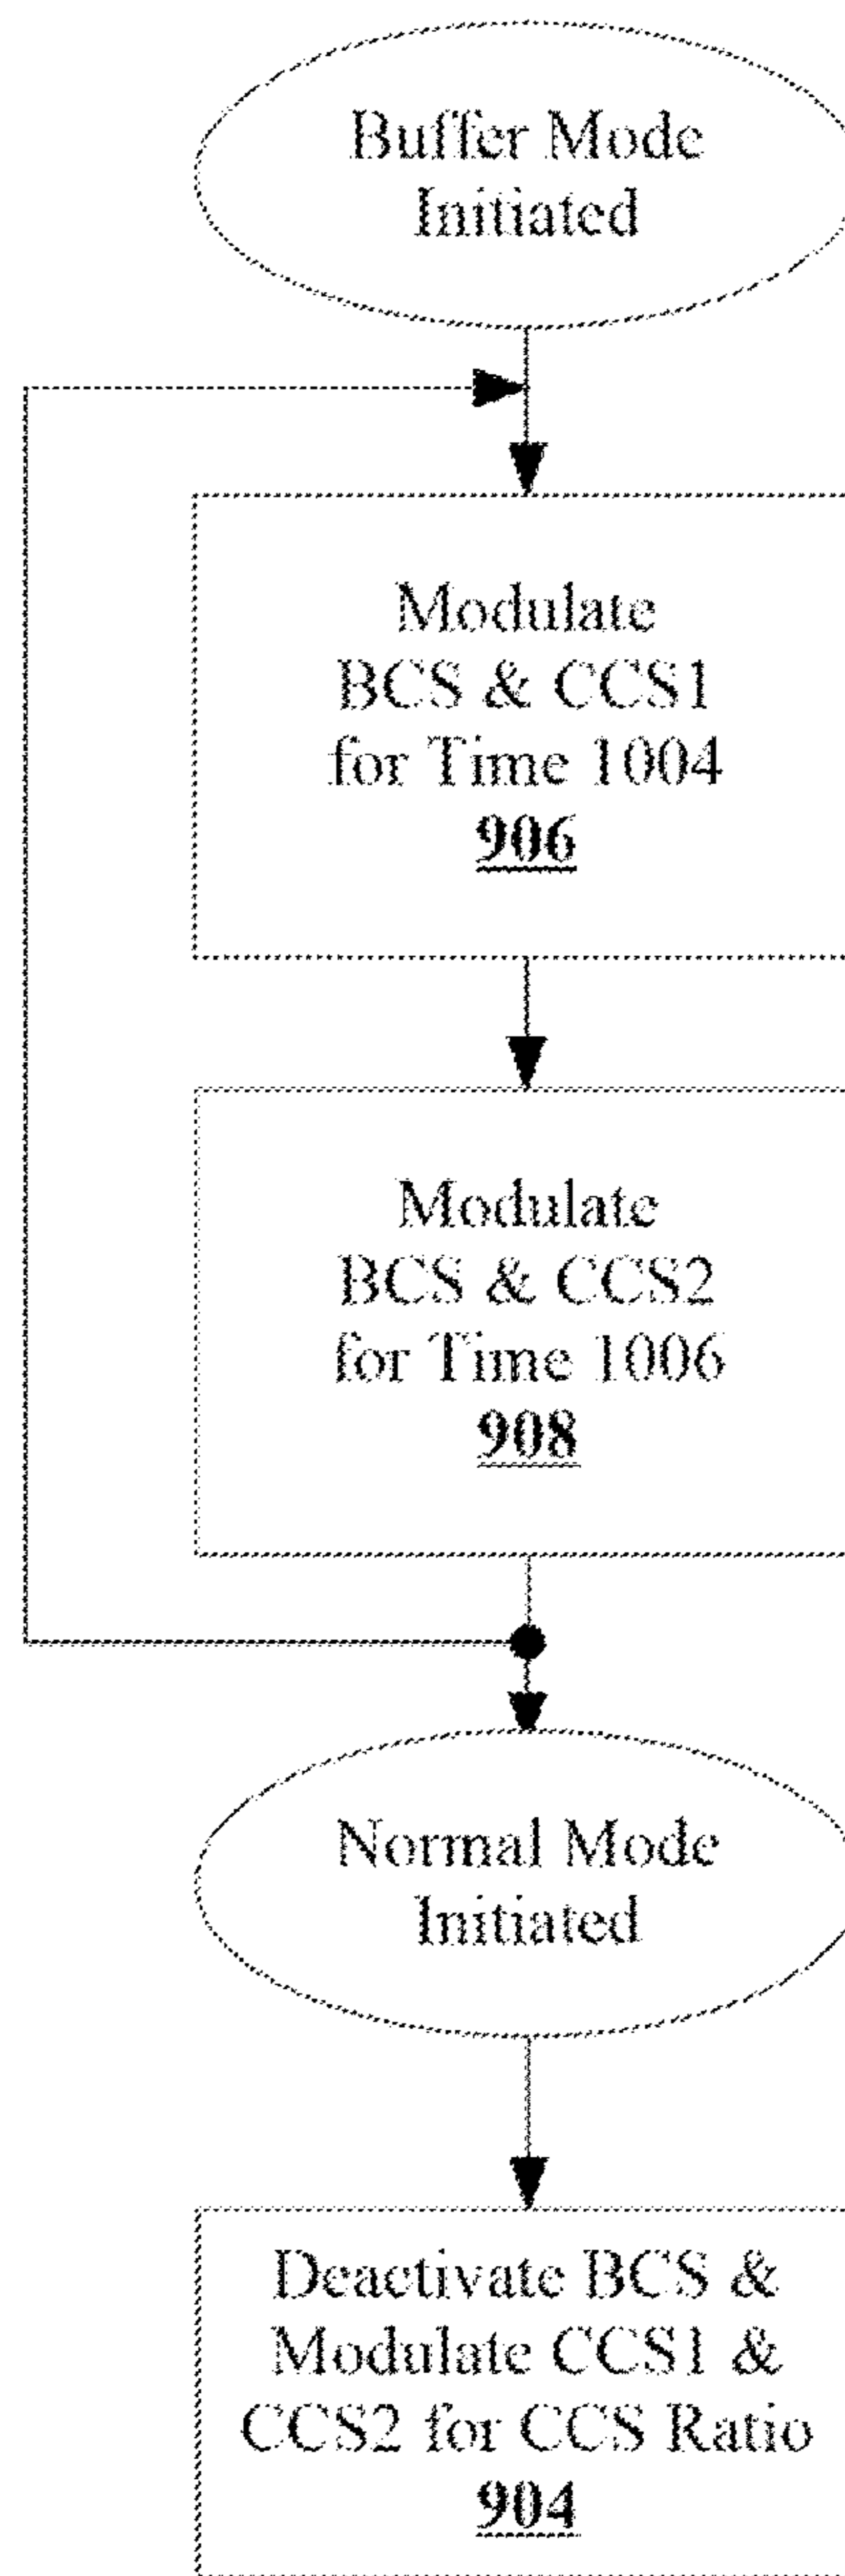 Buffer Mode
Initiated
Modulate
BCS & CCS1
for Time 1004
906
Modulate
BCS & CCS2
for Time 1006
908
Normal Mode
Initiated
Deactivate BCS &
Modulate CCS1 &
CCS2 for CCS Ratio
904